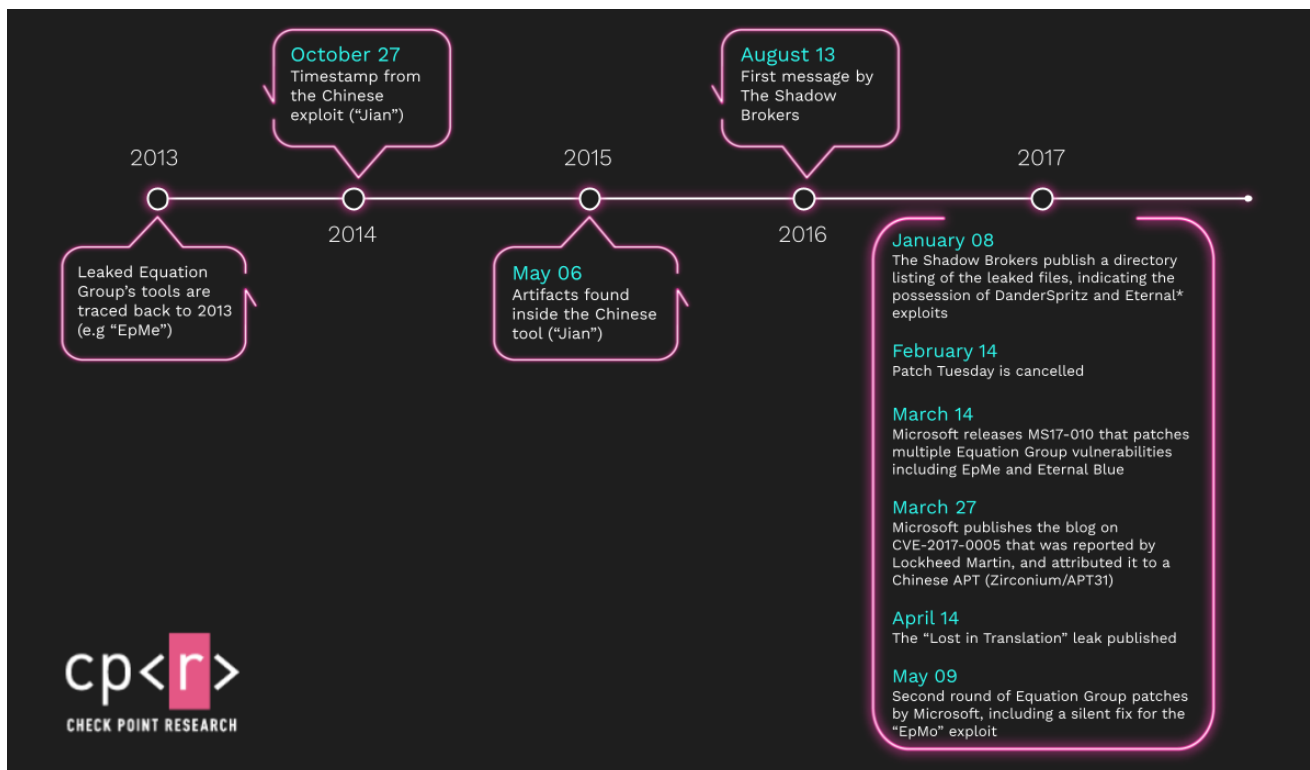 2013
Leaked Equation
Group's tools are
traced back to 2013
(e.g “EpMe”)
October 27
Timestamp from
the Chinese
exploit (“Jian”)
2014
2015
May 06
Artifacts found
inside the Chinese
tool (“Jian”)
August 13
First message by
The Shadow
Brokers
2016
2017
January 08
The Shadow Brokers publish a directory
listing of the leaked files, indicating the
possession of DanderSpritz and Eternal*
exploits
February 14
Patch Tuesday is cancelled
March 14
Microsoft releases MS17-010 that patches
multiple Equation Group vulnerabilities
including EpMe and Eternal Blue
March 27
Microsoft publishes the blog on
CVE-2017-0005 that was reported by
Lockheed Martin, and attributed it to a
Chinese APT (Zirconium/APT31)
April 14
The “Lost in Translation” leak published
May 09
Second round of Equation Group patches
by Microsoft, including a silent fix for the
“EpMo” exploit
cp<r>
CHECK POINT RESEARCH